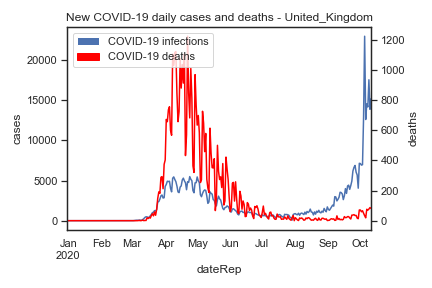 New COVID-19 daily cases and deaths - United_Kingdom
COVID-19 infections
COVID-19 deaths
cases
20000
15000
10000
5000
0
deaths
1200
1000
800
600
400
200
0
Jan Feb Mar Apr May Jun Jul Aug Sep Oct
2020
dateRep